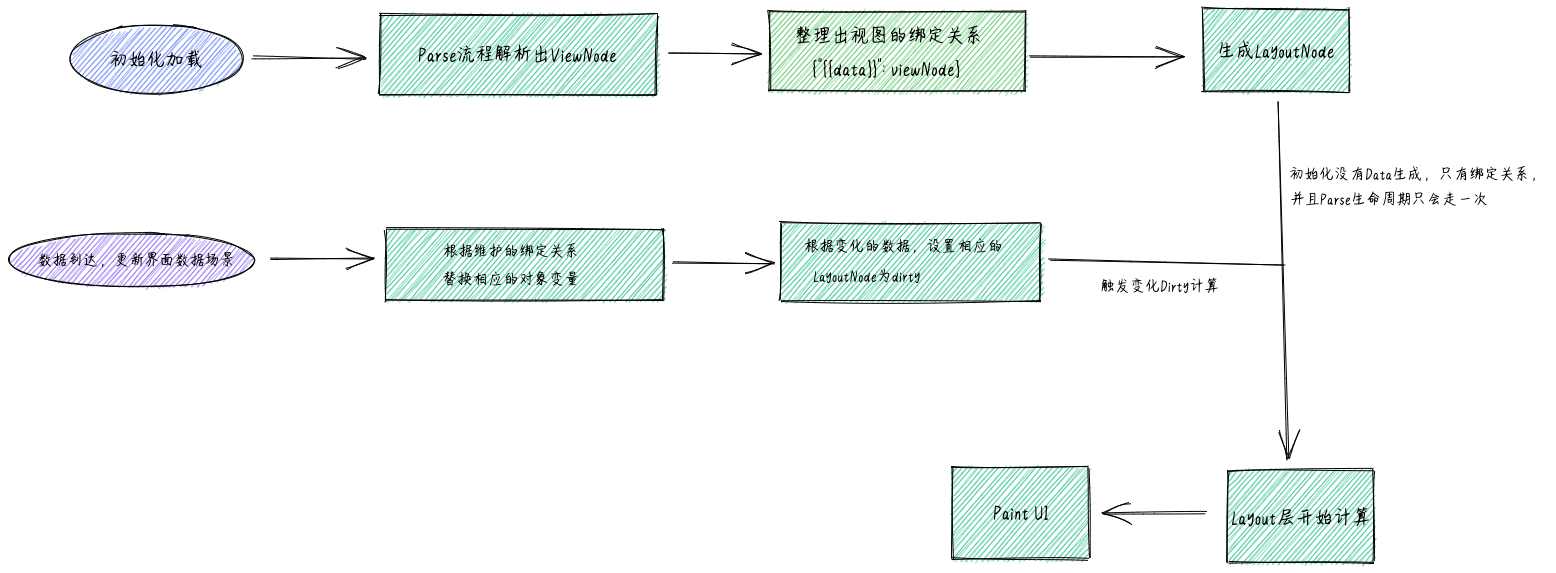 初始化加载
Parse流程解析出ViewNode
整理出视图的绑定关系
{"{{data}}": viewNode}
生成LayoutNode
初始化没有Data生成，只有绑定关系，
并且Parse生命周期只会走一次
数据到达，更新界面数据场景
根据维护的绑定关系
替换相应的对象变量
根据变化的数据，设置相应的
LayoutNode为dirty
触发变化Dirty计算
Paint UI
Layout层开始计算